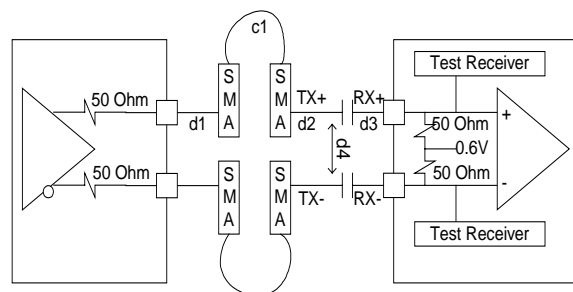 c1
Test Receiver
S
M
A
S
M
A
50 Ohm
TX+
RX+
d1
d2
d3
50 Ohm
+
d4
0.6V
50 Ohm
50 Ohm
-
S
M
A
S
M
A
TX-
RX-
Test Receiver